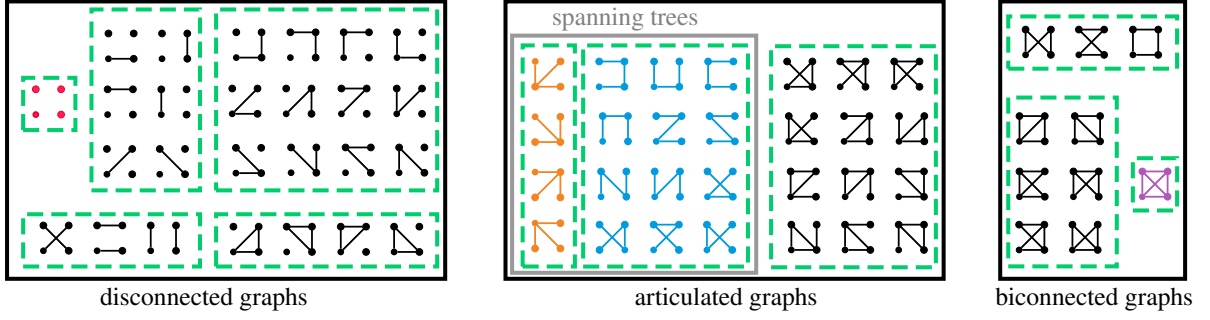 spanning trees
disconnected graphs
articulated graphs
biconnected graphs